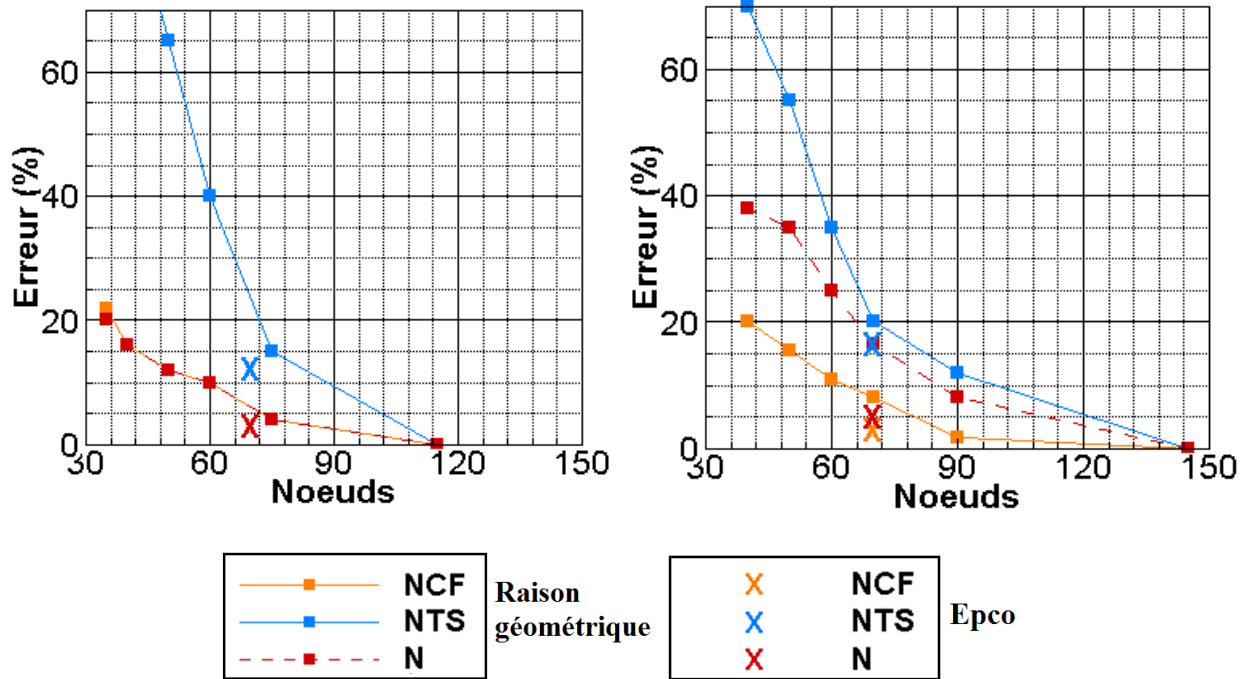 60
40
20
0
30 60 90 120 150
Erreur (%)
Noeuds
60
40
20
0
30 60 90 120 150
Erreur (%)
Noeuds
NCF
NTS
N
Raison
géométrique
NCF
NTS
N
Epco